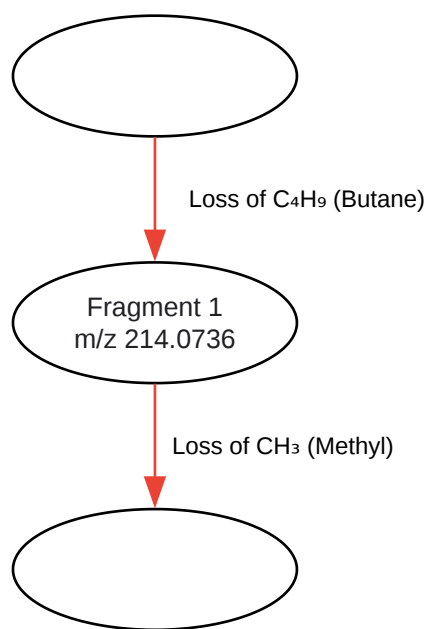 Loss of C₄H₉ (Butane)
Fragment 1
m/z 214.0736
Loss of CH₃ (Methyl)